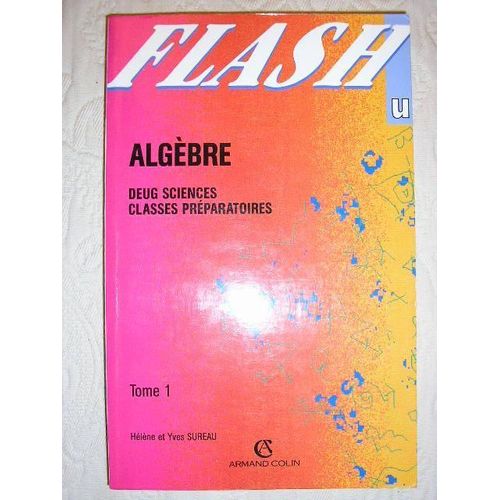 FLASH
u
ALGÈBRE
DEUG SCIENCES
CLASSES PRÉPARATOIRES
Tome 1
Hélène et Yves SUREAU
ARMAND COLIN